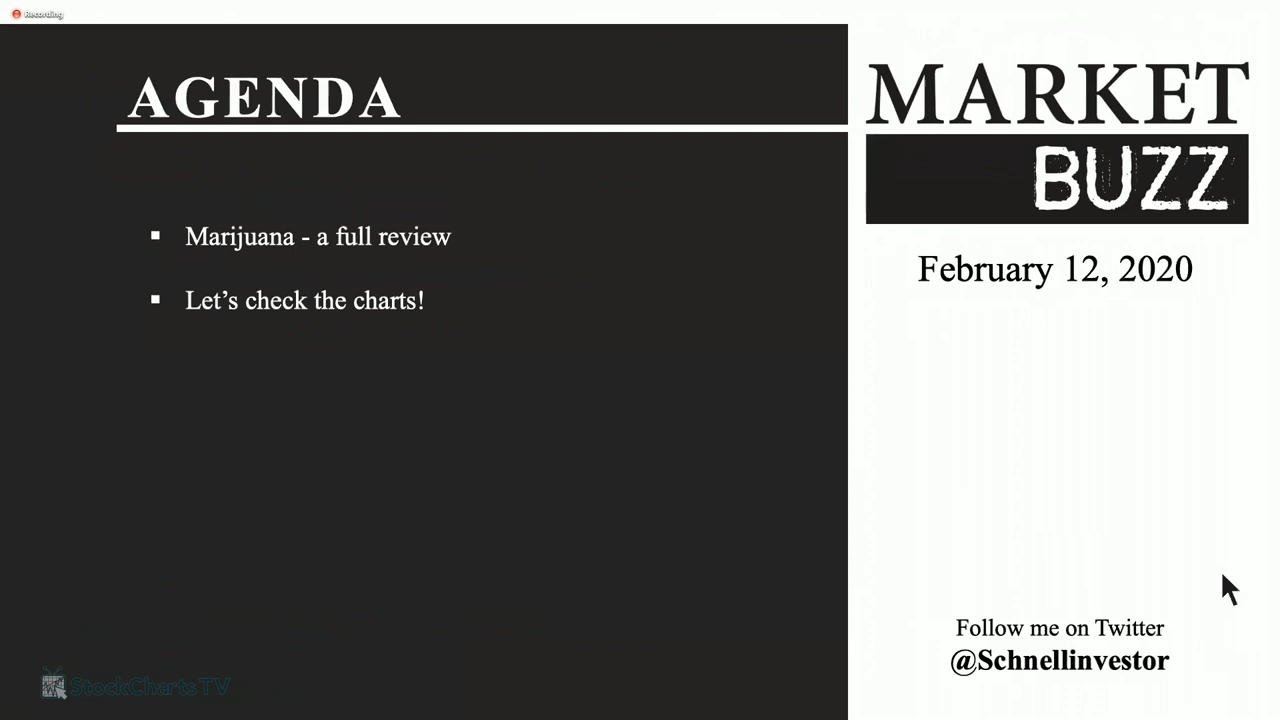 Recording
AGENDA
Marijuana - a full review
Let’s check the charts!
MARKET
BUZZ
February 12, 2020
Follow me on Twitter
@Schnellinvestor
StockCharts TV